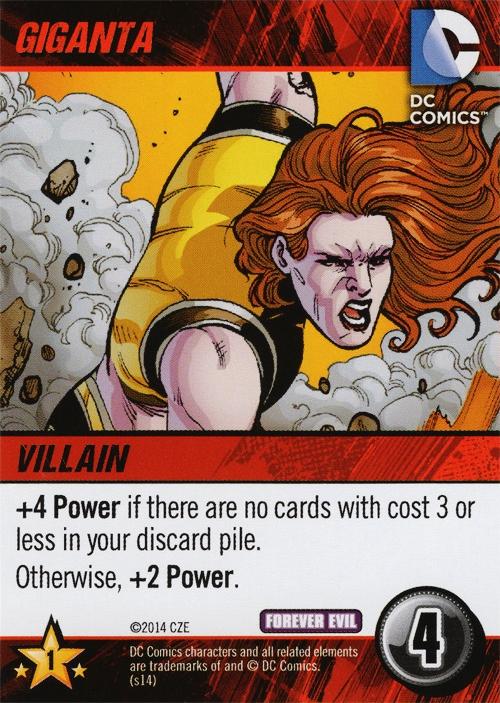 GIGANTA
DC
COMICS™
VILLAIN
+4 Power if there are no cards with cost 3 or
less in your discard pile.
Otherwise, +2 Power.
©2014 CZE
FOREVER EVIL
4
1
DC Comics characters and all related elements
are trademarks of and © DC Comics.
(s14)